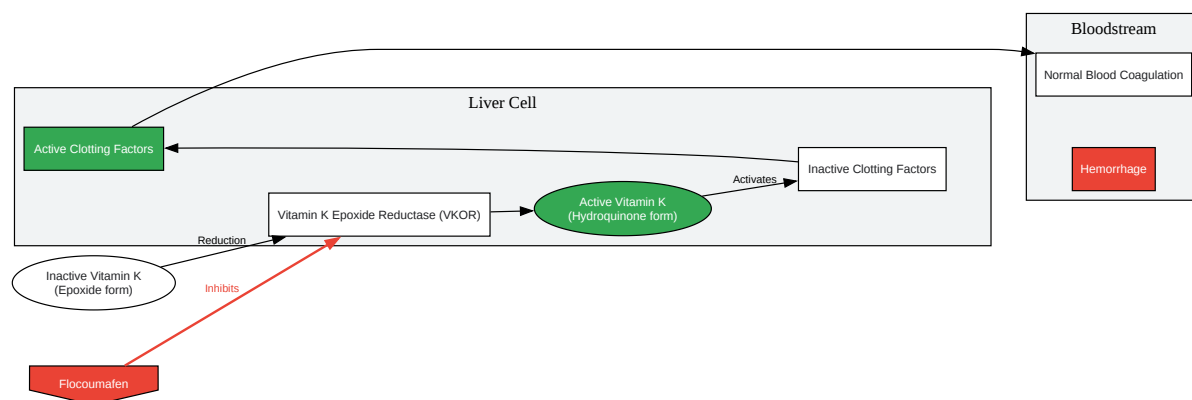 Bloodstream
Normal Blood Coagulation
Liver Cell
Active Clotting Factors
Inactive Clotting Factors
Hemorrhage
Activates
Vitamin K Epoxide Reductase (VKOR)
Active Vitamin K
(Hydroquinone form)
Reduction
Inactive Vitamin K
(Epoxide form)
Inhibits
Flocoumafen